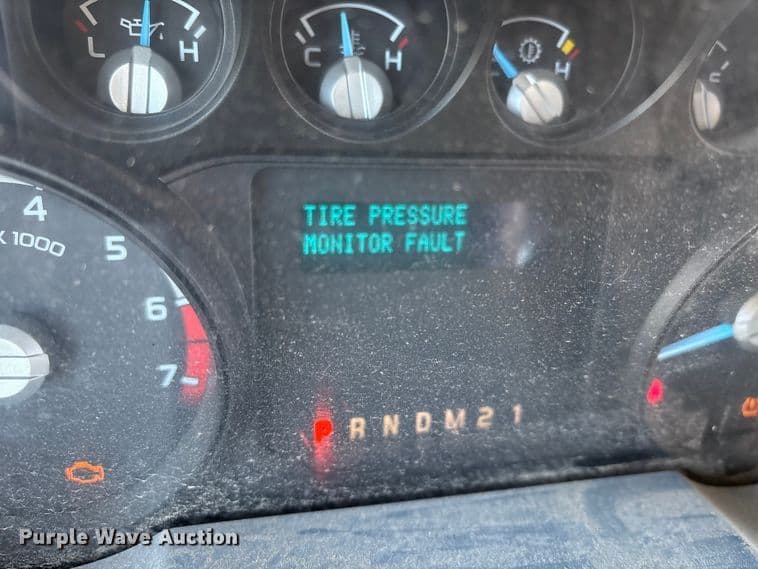 L H
C H
H
TIRE PRESSURE
MONITOR FAULT
4
X 1000
5
6
7
P R N D M 2 1
Purple Wave Auction